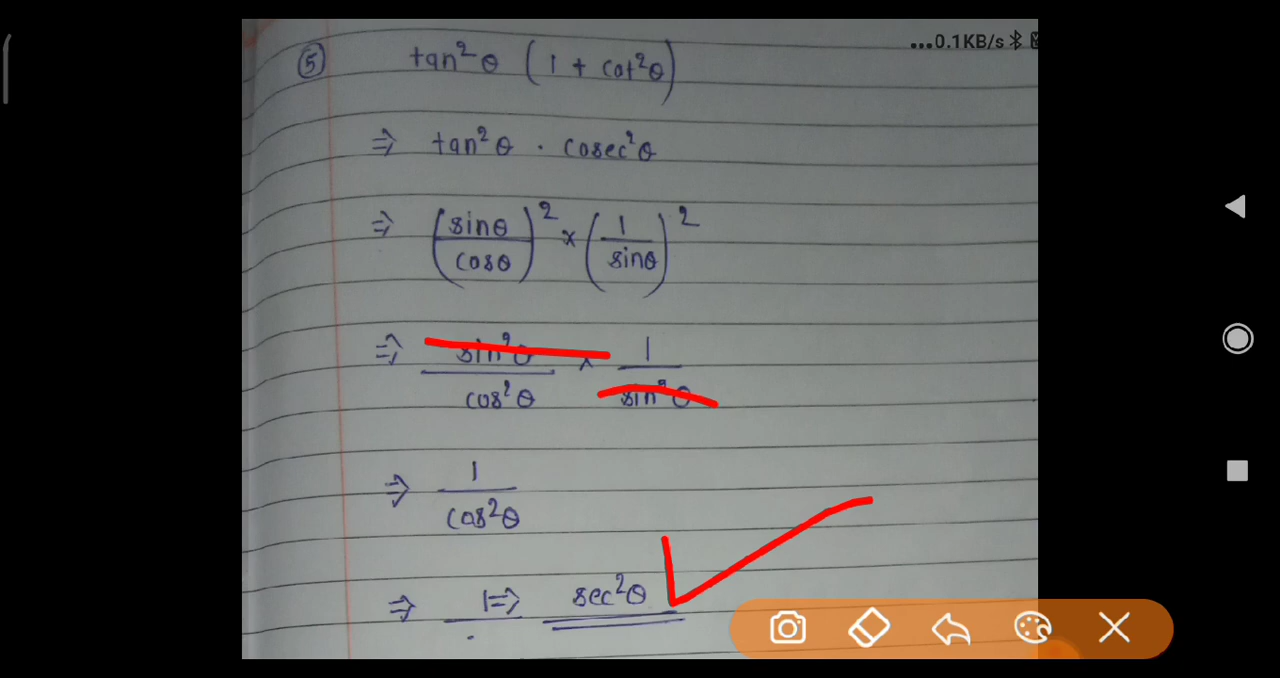 ...0.1KB/s
⑤ tan²θ (1 + cot²θ)
⇒ tan²θ . cosec²θ
⇒ (sinθ/cosθ)² × (1/sinθ)²
⇒ sin²θ/cos²θ × 1/sin²θ
⇒ 1/cos²θ
⇒ 1 ⇒ sec²θ